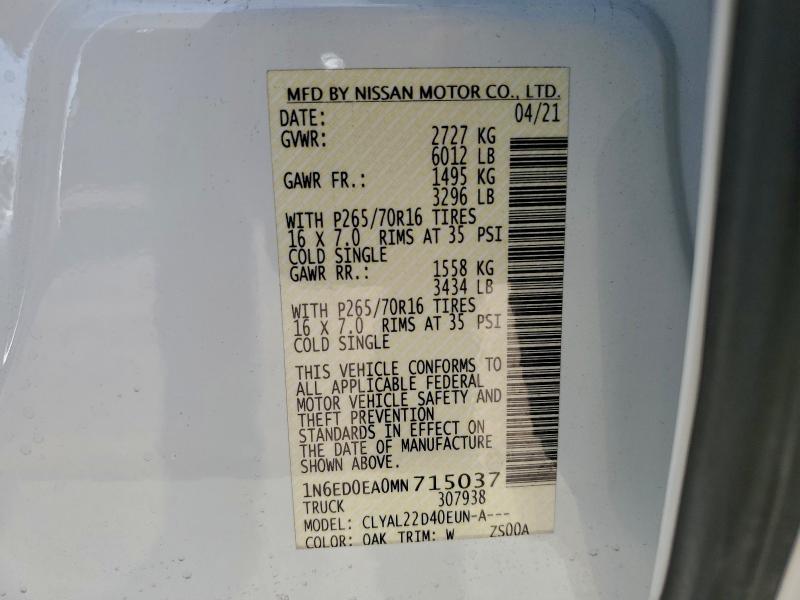 MFD BY NISSAN MOTOR CO., LTD.
DATE: 04/21
GVWR: 2727 KG
6012 LB
GAWR FR.: 1495 KG
3296 LB
WITH P265/70R16 TIRES
16 X 7.0 RIMS AT 35 PSI
COLD SINGLE
GAWR RR.: 1558 KG
3434 LB
WITH P265/70R16 TIRES
16 X 7.0 RIMS AT 35 PSI
COLD SINGLE
THIS VEHICLE CONFORMS TO
ALL APPLICABLE FEDERAL
MOTOR VEHICLE SAFETY AND
THEFT PREVENTION
STANDARDS IN EFFECT ON
THE DATE OF MANUFACTURE
SHOWN ABOVE.
1N6ED0EA0MN715037
TRUCK 307938
MODEL: CLYAL22D40EUN-A---
COLOR: QAK TRIM: W ZS00A